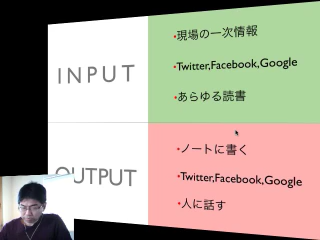 INPUT
•現場の一次情報
•Twitter,Facebook,Google
•あらゆる読書
OUTPUT
•ノートに書く
•Twitter,Facebook,Google
•人に話す